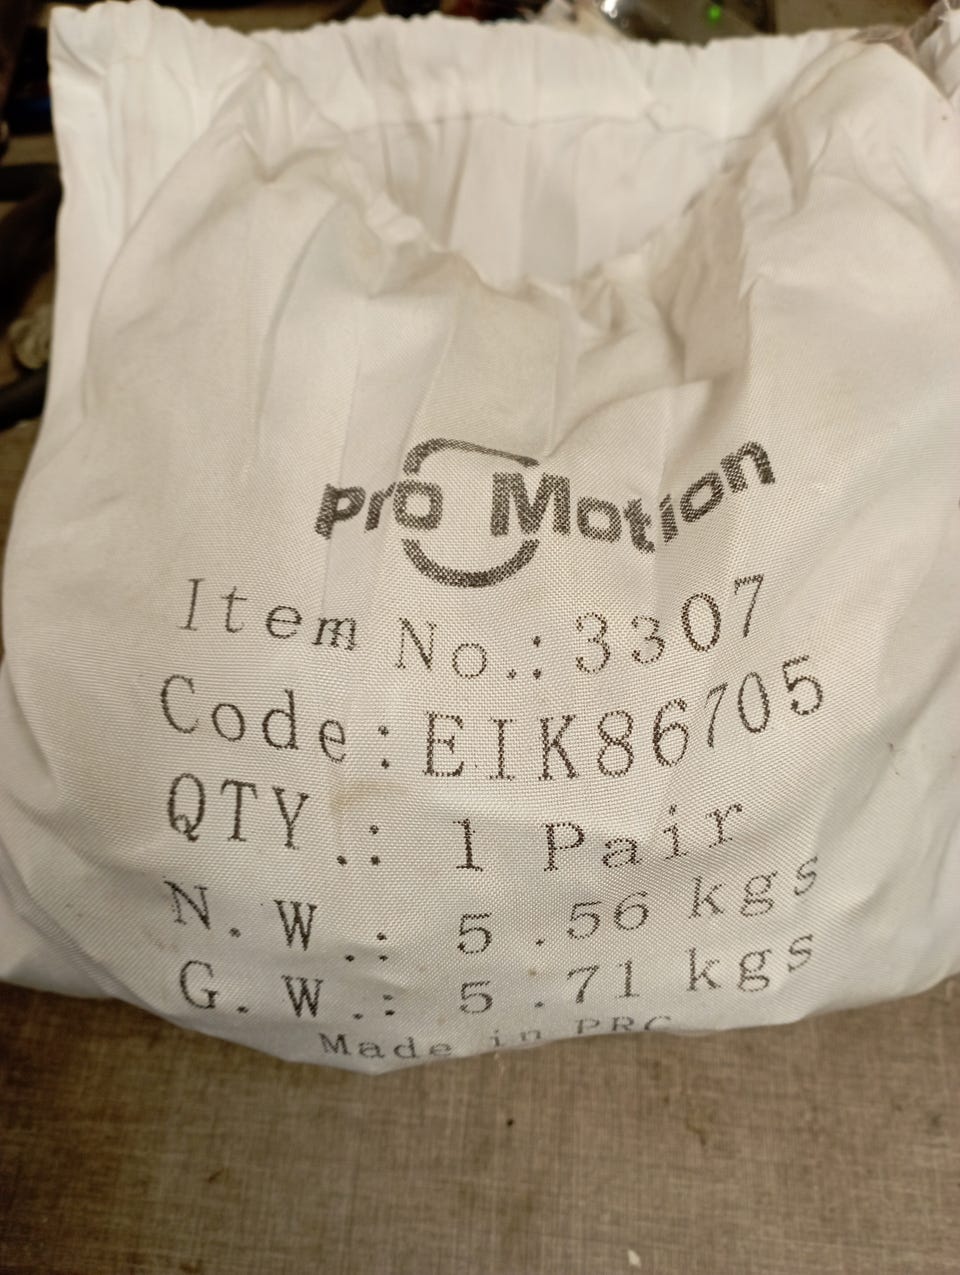 Pro Motion
Item No.: 3307
Code: EIK86705
QTY.: 1 Pair
N.W.: 5.56 kgs
G.W.: 5.71 kgs
Made in PRC